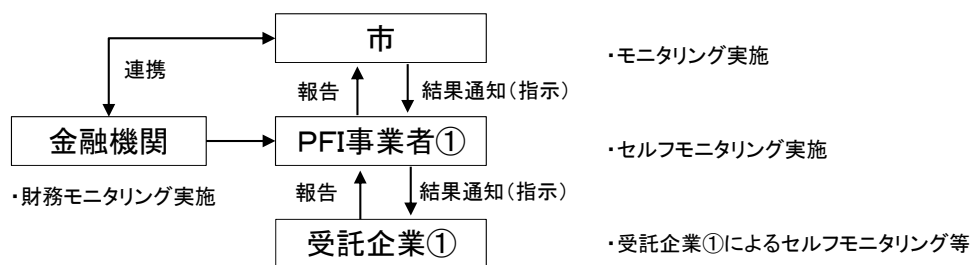 市
・モニタリング実施
連携
報告
結果通知（指示）
金融機関
PFI事業者①
・セルフモニタリング実施
・財務モニタリング実施
報告
結果通知（指示）
受託企業①
・受託企業①によるセルフモニタリング等